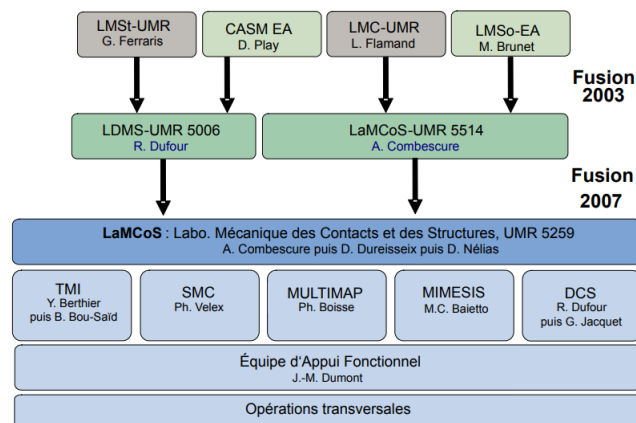 LMSt-UMR
G. Ferraris
CASM EA
D. Play
LMC-UMR
L. Flamand
LMSo-EA
M. Brunet
Fusion
2003
LDMS-UMR 5006
R. Dufour
LaMCoS-UMR 5514
A. Combescure
Fusion
2007
LaMCoS : Labo. Mécanique des Contacts et des Structures, UMR 5259
A. Combescure puis D. Dureisseix puis D. Nélias
TMI
Y. Berthier
puis B. Bou-Saïd
SMC
Ph. Velex
MULTIMAP
Ph. Boisse
MIMESIS
M.C. Baietto
DCS
R. Dufour
puis G. Jacquet
Équipe d'Appui Fonctionnel
J.-M. Dumont
Opérations transversales